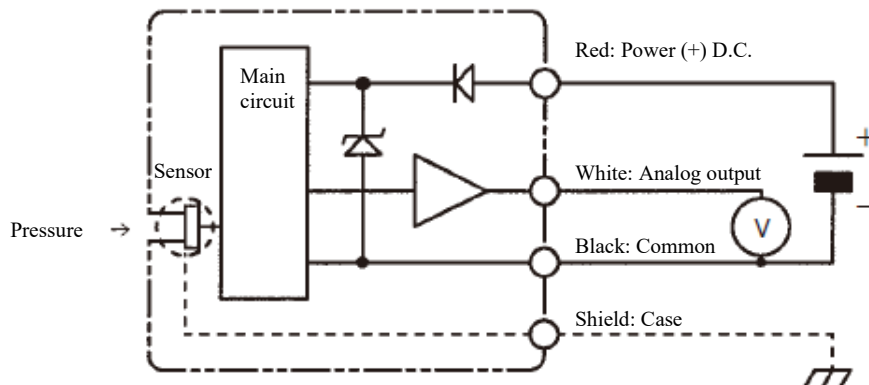 Red: Power (+) D.C.
Main
circuit
+
Sensor
White: Analog output
−
Pressure →
V
Black: Common
Shield: Case